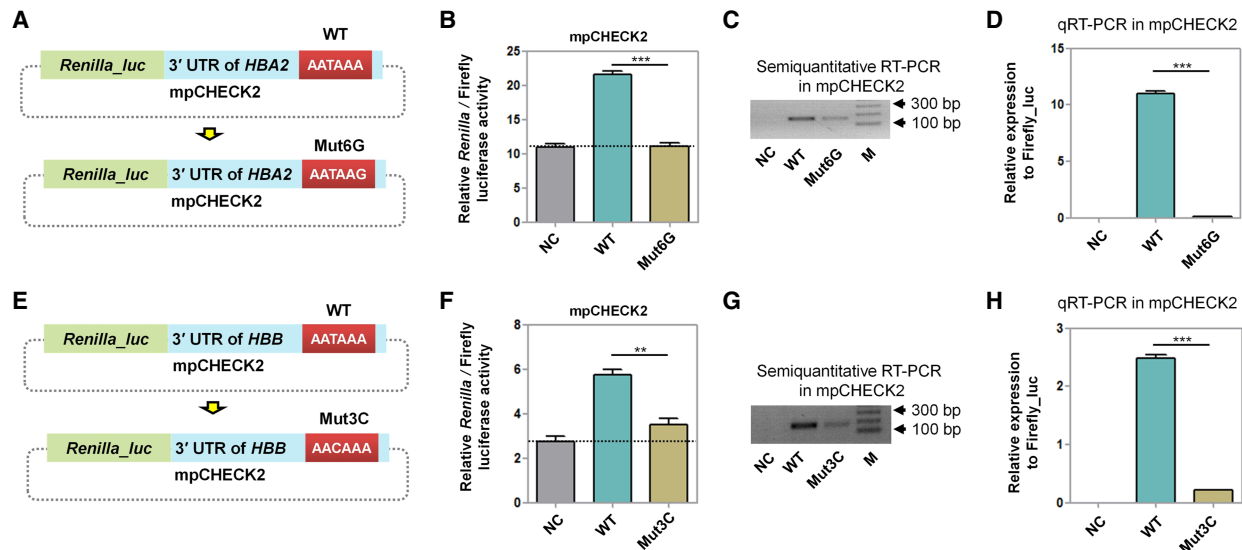 A
WT
Renilla_luc 3′ UTR of HBA2 AATAAA
mpCHECK2
Mut6G
Renilla_luc 3′ UTR of HBA2 AATAAG
mpCHECK2
B
mpCHECK2
Relative Renilla / Firefly
luciferase activity
25
20
15
10
5
0
***
NC WT Mut6G
C
Semiquantitative RT-PCR
in mpCHECK2
300 bp
100 bp
NC WT Mut6G M
D
qRT-PCR in mpCHECK2
Relative expression
to Firefly_luc
15
10
5
0
***
NC WT Mut6G
E
WT
Renilla_luc 3′ UTR of HBB AATAAA
mpCHECK2
Mut3C
Renilla_luc 3′ UTR of HBB AACAAA
mpCHECK2
F
mpCHECK2
Relative Renilla / Firefly
luciferase activity
8
6
4
2
0
**
NC WT Mut3C
G
Semiquantitative RT-PCR
in mpCHECK2
300 bp
100 bp
NC WT Mut3C M
H
qRT-PCR in mpCHECK2
Relative expression
to Firefly_luc
3
2
1
0
***
NC WT Mut3C